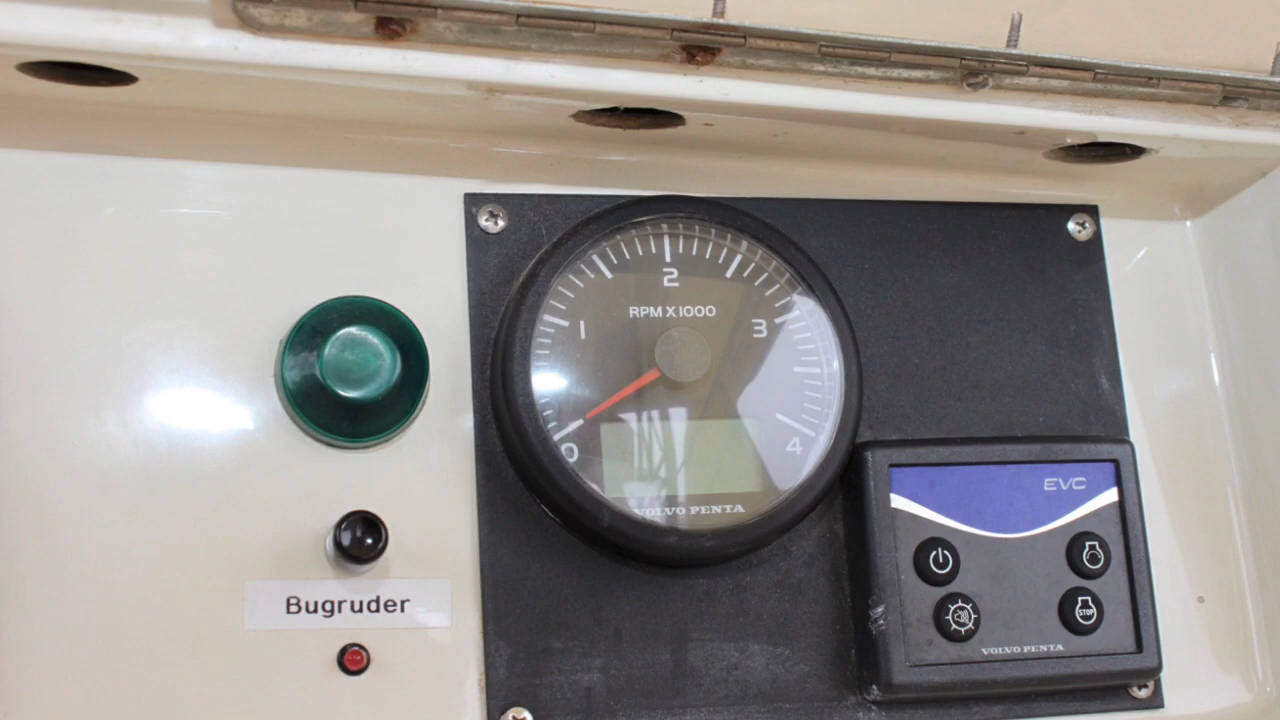 2
RPM X 1000
1
3
0
4
VOLVO PENTA
EVC
STOP
VOLVO PENTA
Bugruder